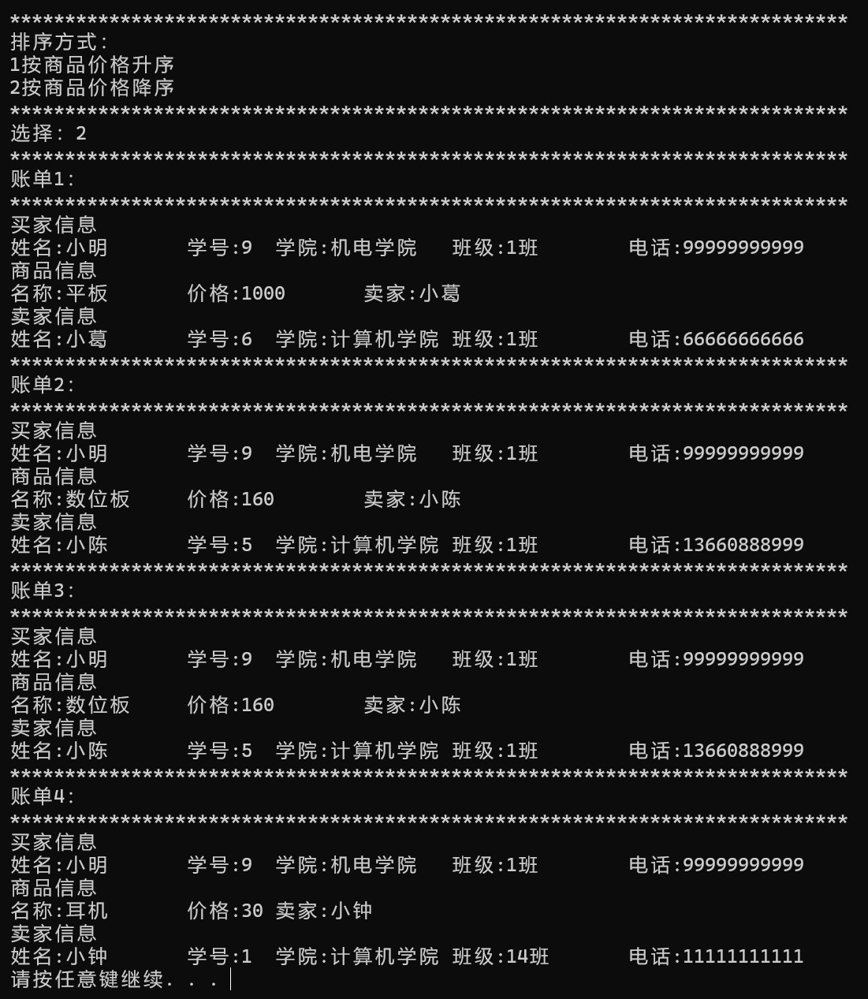 ****************************************************************************
排序方式:
1按商品价格升序
2按商品价格降序
****************************************************************************
选择: 2
****************************************************************************
账单1:
****************************************************************************
买家信息
姓名:小明 学号:9 学院:机电学院 班级:1班 电话:99999999999
商品信息
名称:平板 价格:1000 卖家:小葛
卖家信息
姓名:小葛 学号:6 学院:计算机学院 班级:1班 电话:66666666666
****************************************************************************
账单2:
****************************************************************************
买家信息
姓名:小明 学号:9 学院:机电学院 班级:1班 电话:99999999999
商品信息
名称:数位板 价格:160 卖家:小陈
卖家信息
姓名:小陈 学号:5 学院:计算机学院 班级:1班 电话:13660888999
****************************************************************************
账单3:
****************************************************************************
买家信息
姓名:小明 学号:9 学院:机电学院 班级:1班 电话:99999999999
商品信息
名称:数位板 价格:160 卖家:小陈
卖家信息
姓名:小陈 学号:5 学院:计算机学院 班级:1班 电话:13660888999
****************************************************************************
账单4:
****************************************************************************
买家信息
姓名:小明 学号:9 学院:机电学院 班级:1班 电话:99999999999
商品信息
名称:耳机 价格:30 卖家:小钟
卖家信息
姓名:小钟 学号:1 学院:计算机学院 班级:14班 电话:11111111111
请按任意键继续. . .